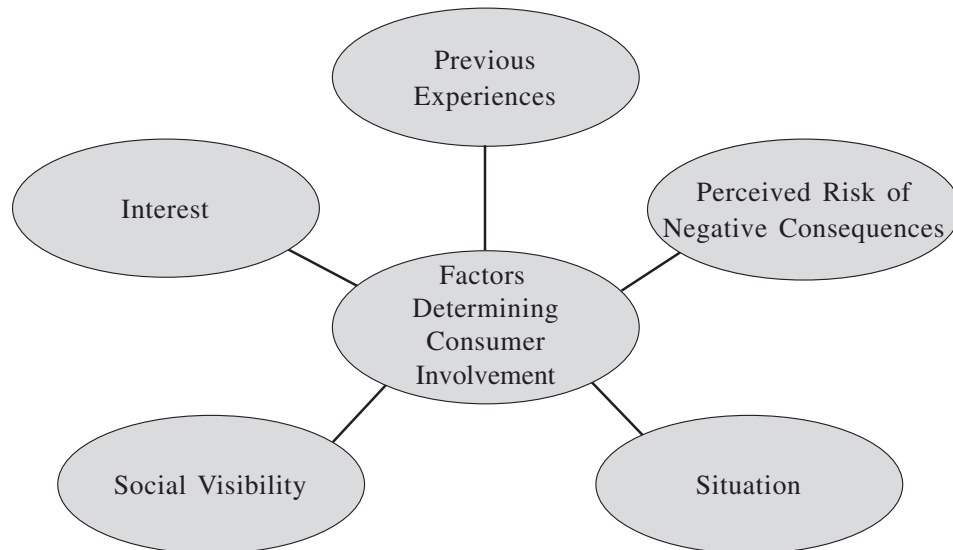 Previous
Experiences
Interest
Perceived Risk of
Negative Consequences
Factors
Determining
Consumer
Involvement
Social Visibility
Situation